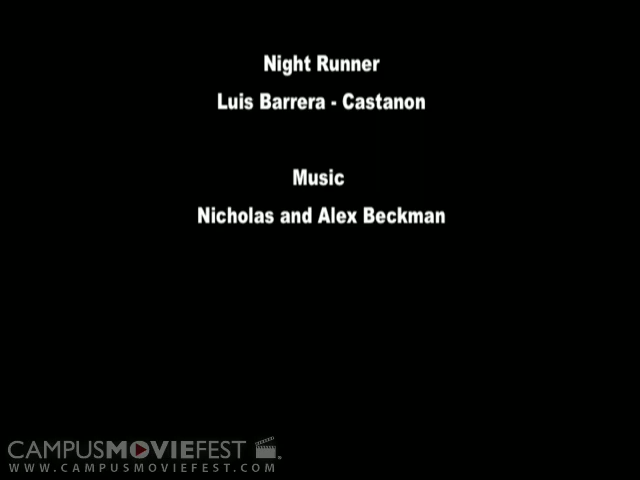 Night Runner
Luis Barrera - Castanon
Music
Nicholas and Alex Beckman
CAMPUSMOVIEFEST
WWW.CAMPUSMOVIEFEST.COM